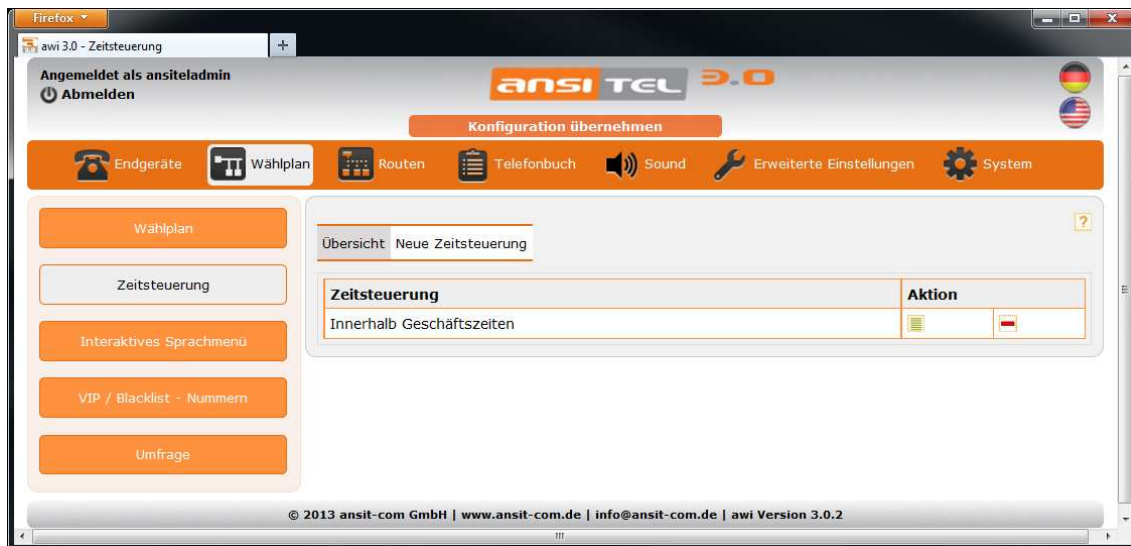 Firefox
awi 3.0 - Zeitsteuerung
Angemeldet als ansiteladmin
Abmelden
ansi TEL 3.0
Konfiguration übernehmen
Endgeräte Wählplan Routen Telefonbuch Sound Erweiterte Einstellungen System
Wählplan
Zeitsteuerung
Interaktives Sprachmenü
VIP / Blacklist - Nummern
Umfrage
?
Übersicht Neue Zeitsteuerung
Zeitsteuerung Aktion
Innerhalb Geschäftszeiten
© 2013 ansit-com GmbH | www.ansit-com.de | info@ansit-com.de | awi Version 3.0.2